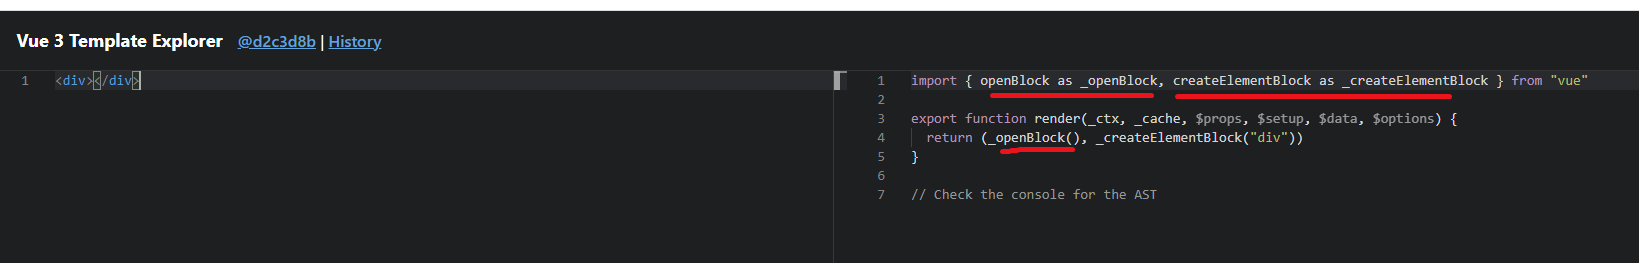 Vue 3 Template Explorer @d2c3d8b | History
1 <div></div>
1 import { openBlock as _openBlock, createElementBlock as _createElementBlock } from "vue"
2
3 export function render(_ctx, _cache, $props, $setup, $data, $options) {
4 return (_openBlock(), _createElementBlock("div"))
5 }
6
7 // Check the console for the AST